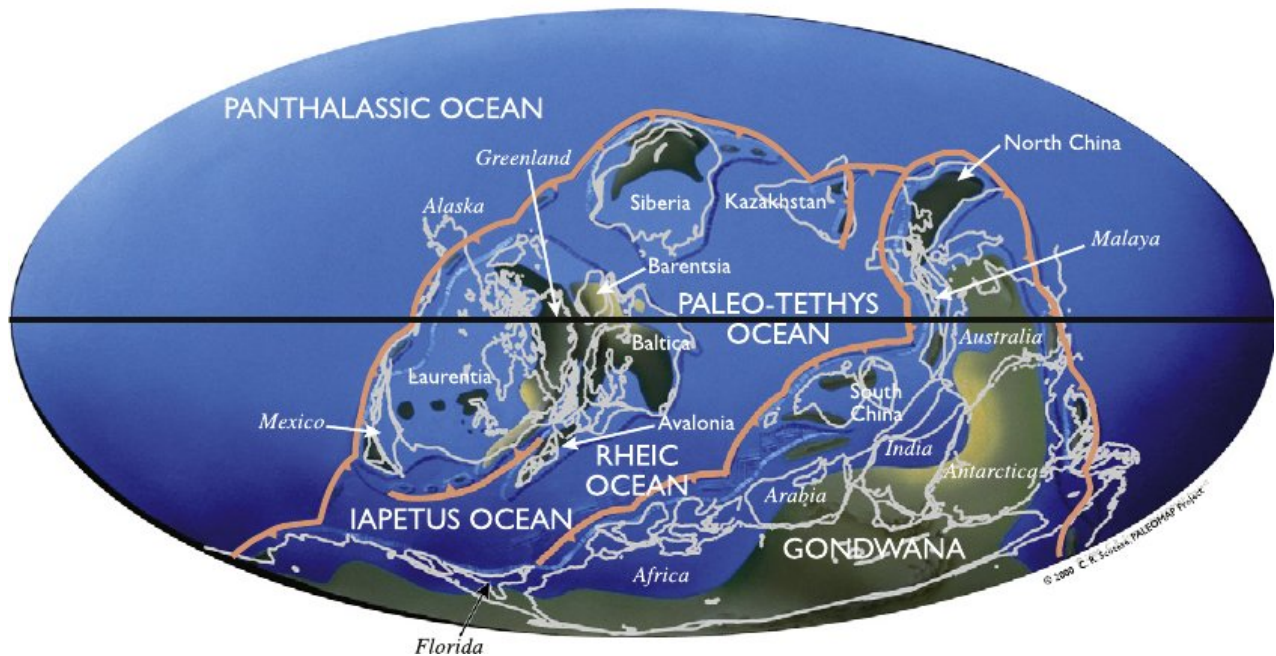 PANTHALASSIC OCEAN
Greenland
North China
Alaska
Siberia
Kazakhstan
Malaya
Barentsia
PALEO-TETHYS
OCEAN
Baltica
Australia
Laurentia
South
China
Mexico
Avalonia
RHEIC
OCEAN
India
Antarctica
Arabia
IAPETUS OCEAN
GONDWANA
Africa
© 2000 C. R. Scotese, PALEOMAP Project
Florida